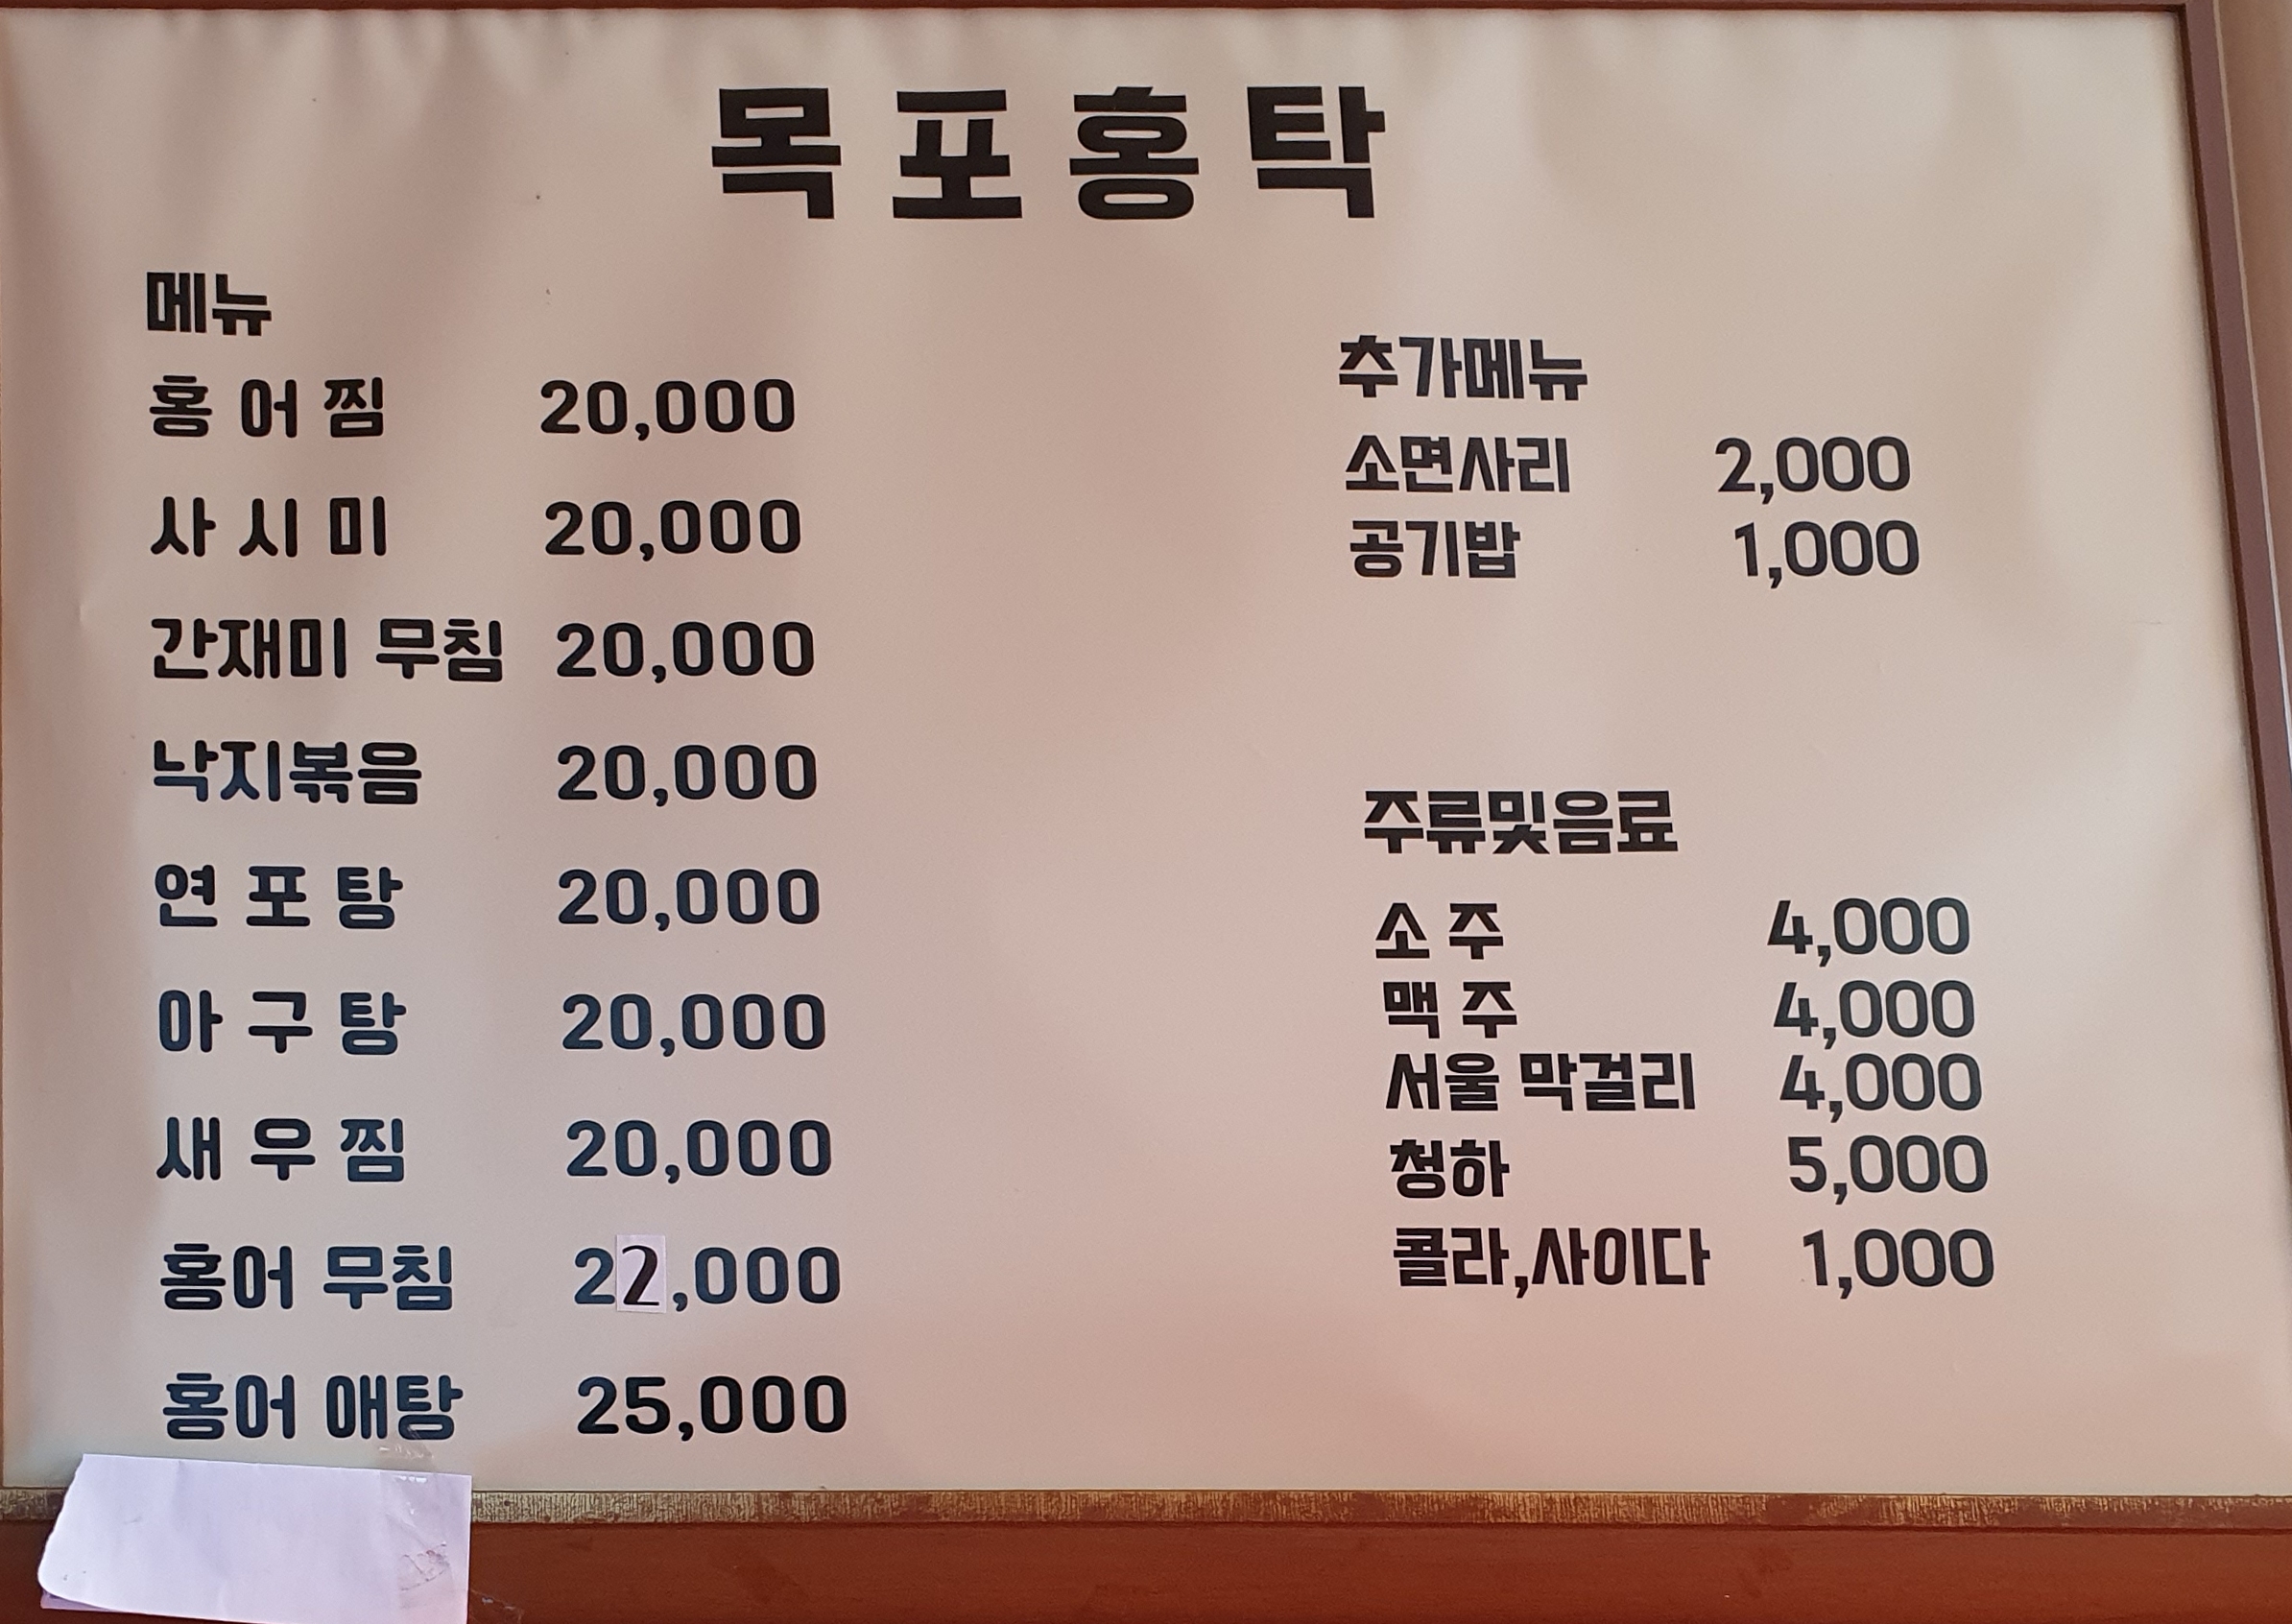 목포홍탁
메뉴
홍어찜 20,000
사시미 20,000
간재미 무침 20,000
낙지볶음 20,000
연포탕 20,000
아구탕 20,000
새우찜 20,000
홍어 무침 22,000
홍어 애탕 25,000
추가메뉴
소면사리 2,000
공기밥 1,000
주류및음료
소주 4,000
맥주 4,000
서울 막걸리 4,000
청하 5,000
콜라,사이다 1,000